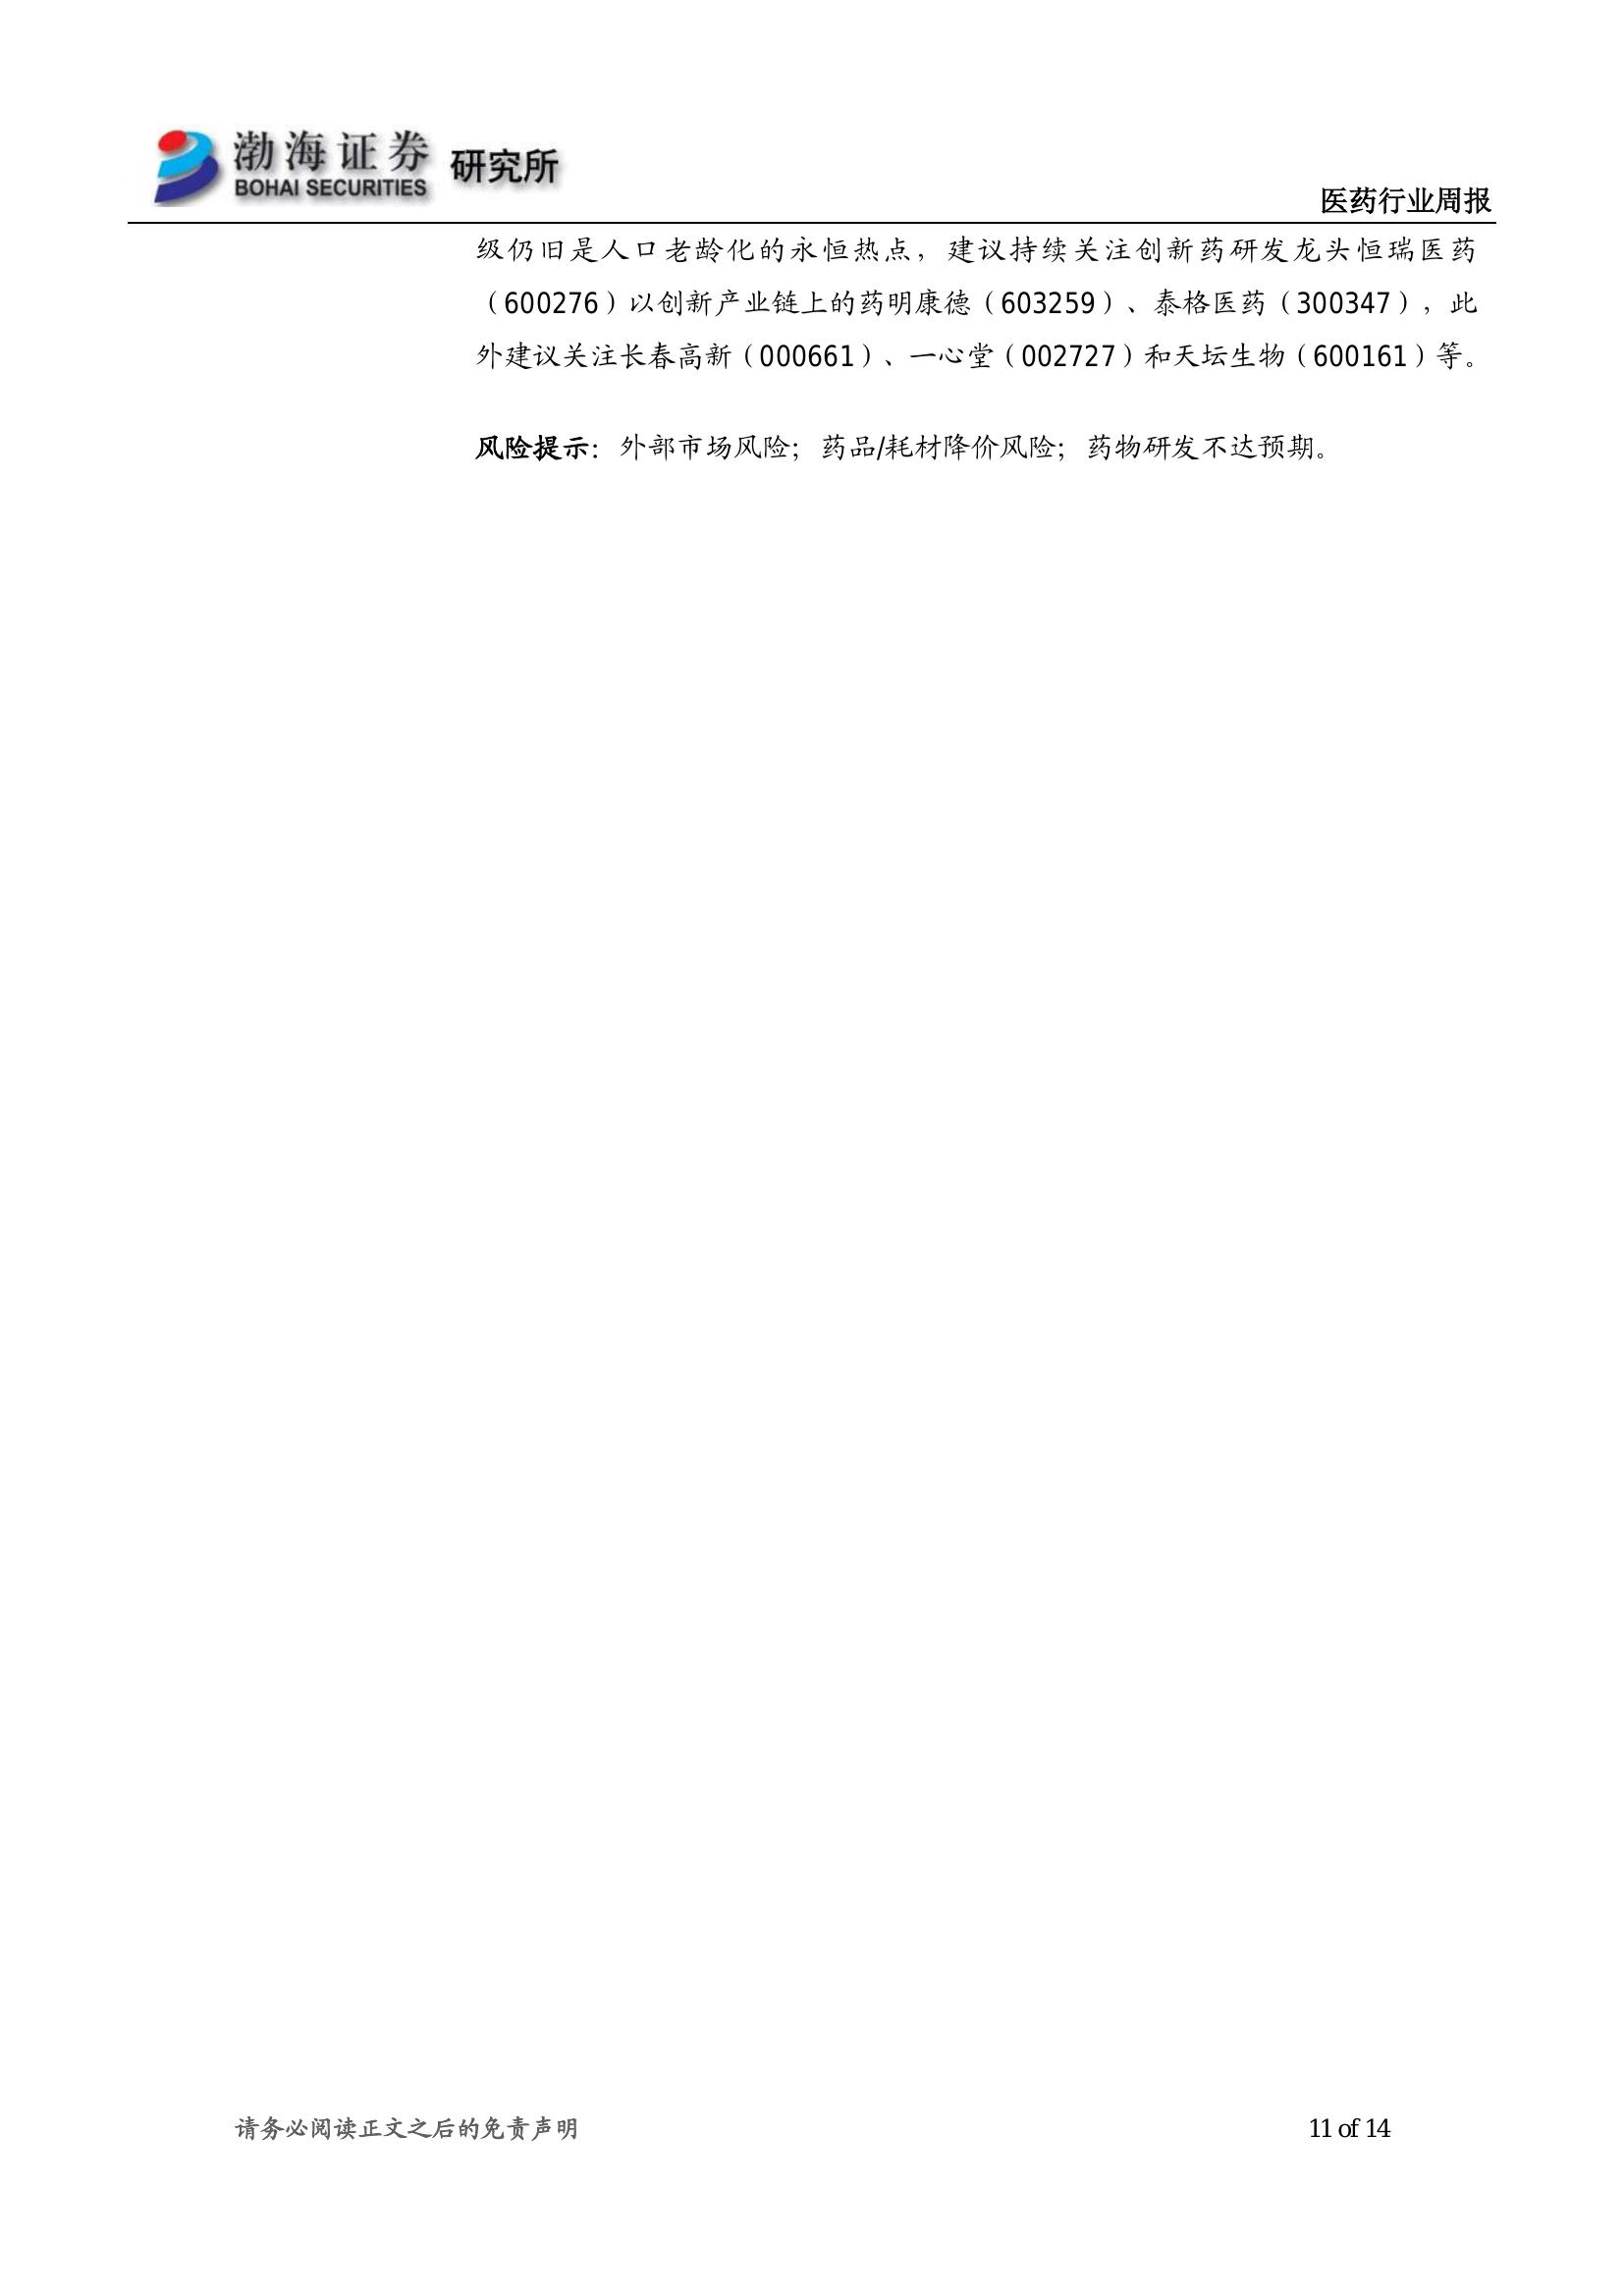 渤海证券 研究所
BOHAI SECURITIES
医药行业周报
级仍旧是人口老龄化的永恒热点，建议持续关注创新药研发龙头恒瑞医药
（600276）以创新产业链上的药明康德（603259）、泰格医药（300347），此
外建议关注长春高新（000661）、一心堂（002727）和天坛生物（600161）等。
风险提示：外部市场风险；药品/耗材降价风险；药物研发不达预期。
请务必阅读正文之后的免责声明
11 of 14